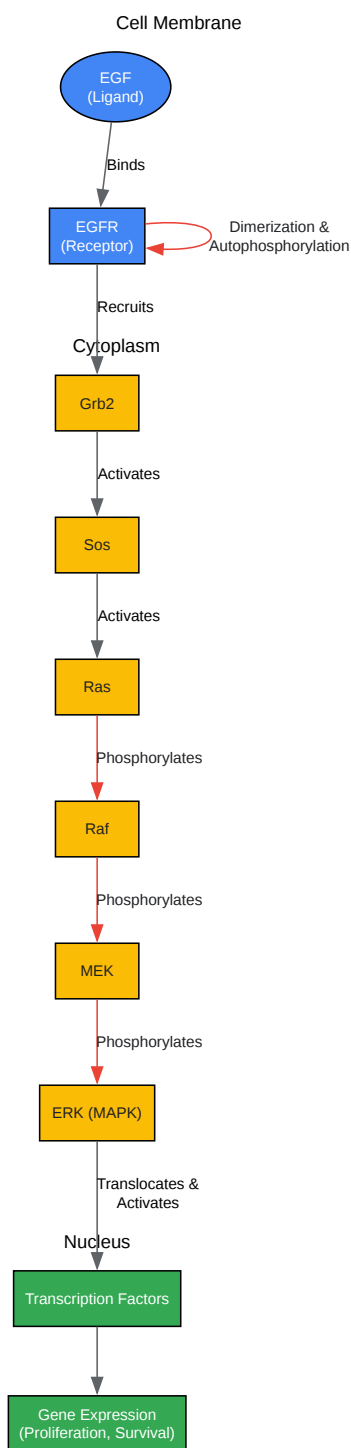 Cell Membrane
EGF
(Ligand)
Binds
EGFR
(Receptor)
Dimerization &
Autophosphorylation
Recruits
Cytoplasm
Grb2
Activates
Sos
Activates
Ras
Phosphorylates
Raf
Phosphorylates
MEK
Phosphorylates
ERK (MAPK)
Translocates &
Activates
Nucleus
Transcription Factors
Gene Expression
(Proliferation, Survival)